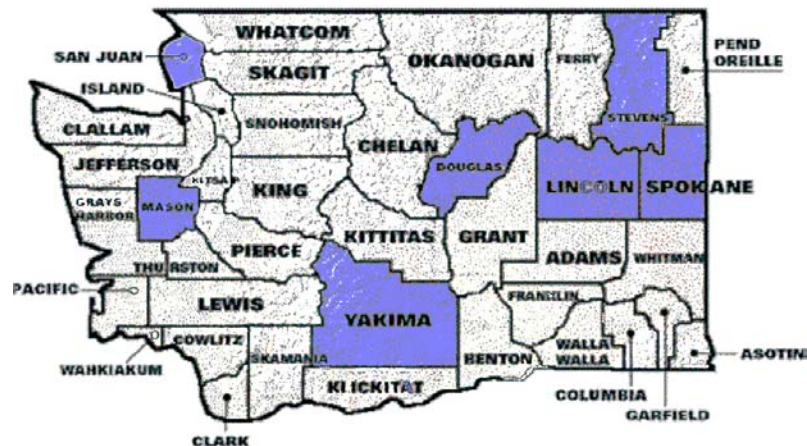 WHATCOM
OKANOGAN
FERRY
PEND
OREILLE
SAN JUAN
SKAGIT
ISLAND
STEVENS
SNOHOMISH
CLALLAM
CHELAN
DOUGLAS
JEFFERSON
KITSAP
KING
LINCOLN
SPOKANE
GRAYS
HARBOR
MASON
KITTITAS
GRANT
PIERCE
ADAMS
WHITMAN
THURSTON
PACIFIC
LEWIS
YAKIMA
FRANKLIN
COWLITZ
SKAMANIA
BENTON
WALLA
WALLA
ASOTIN
WAHKIAKUM
KLICKITAT
COLUMBIA
GARFIELD
CLARK